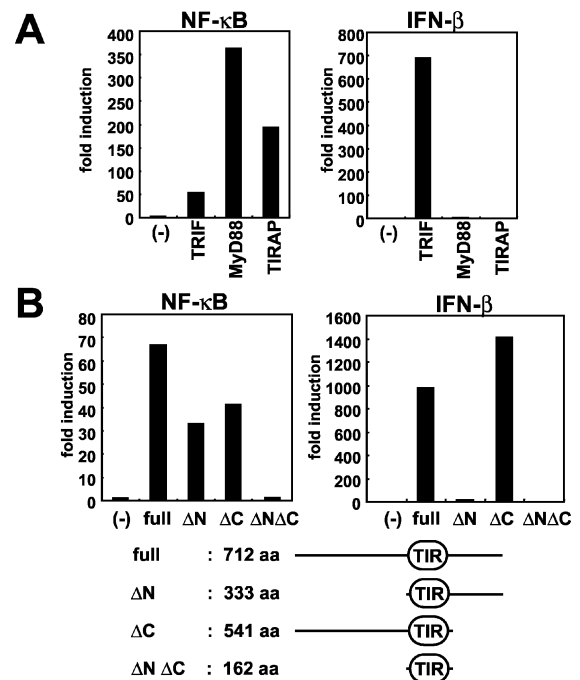 A
NF-κB
IFN-β
fold induction
400
350
300
250
200
150
100
50
0
(-)
TRIF
MyD88
TIRAP
fold induction
800
700
600
500
400
300
200
100
0
(-)
TRIF
MyD88
TIRAP
B
NF-κB
IFN-β
fold induction
80
70
60
50
40
30
20
10
0
(-) full ΔN ΔC ΔNΔC
fold induction
1600
1400
1200
1000
800
600
400
200
0
(-) full ΔN ΔC ΔNΔC
full : 712 aa TIR
ΔN : 333 aa TIR
ΔC : 541 aa TIR
ΔN ΔC : 162 aa TIR